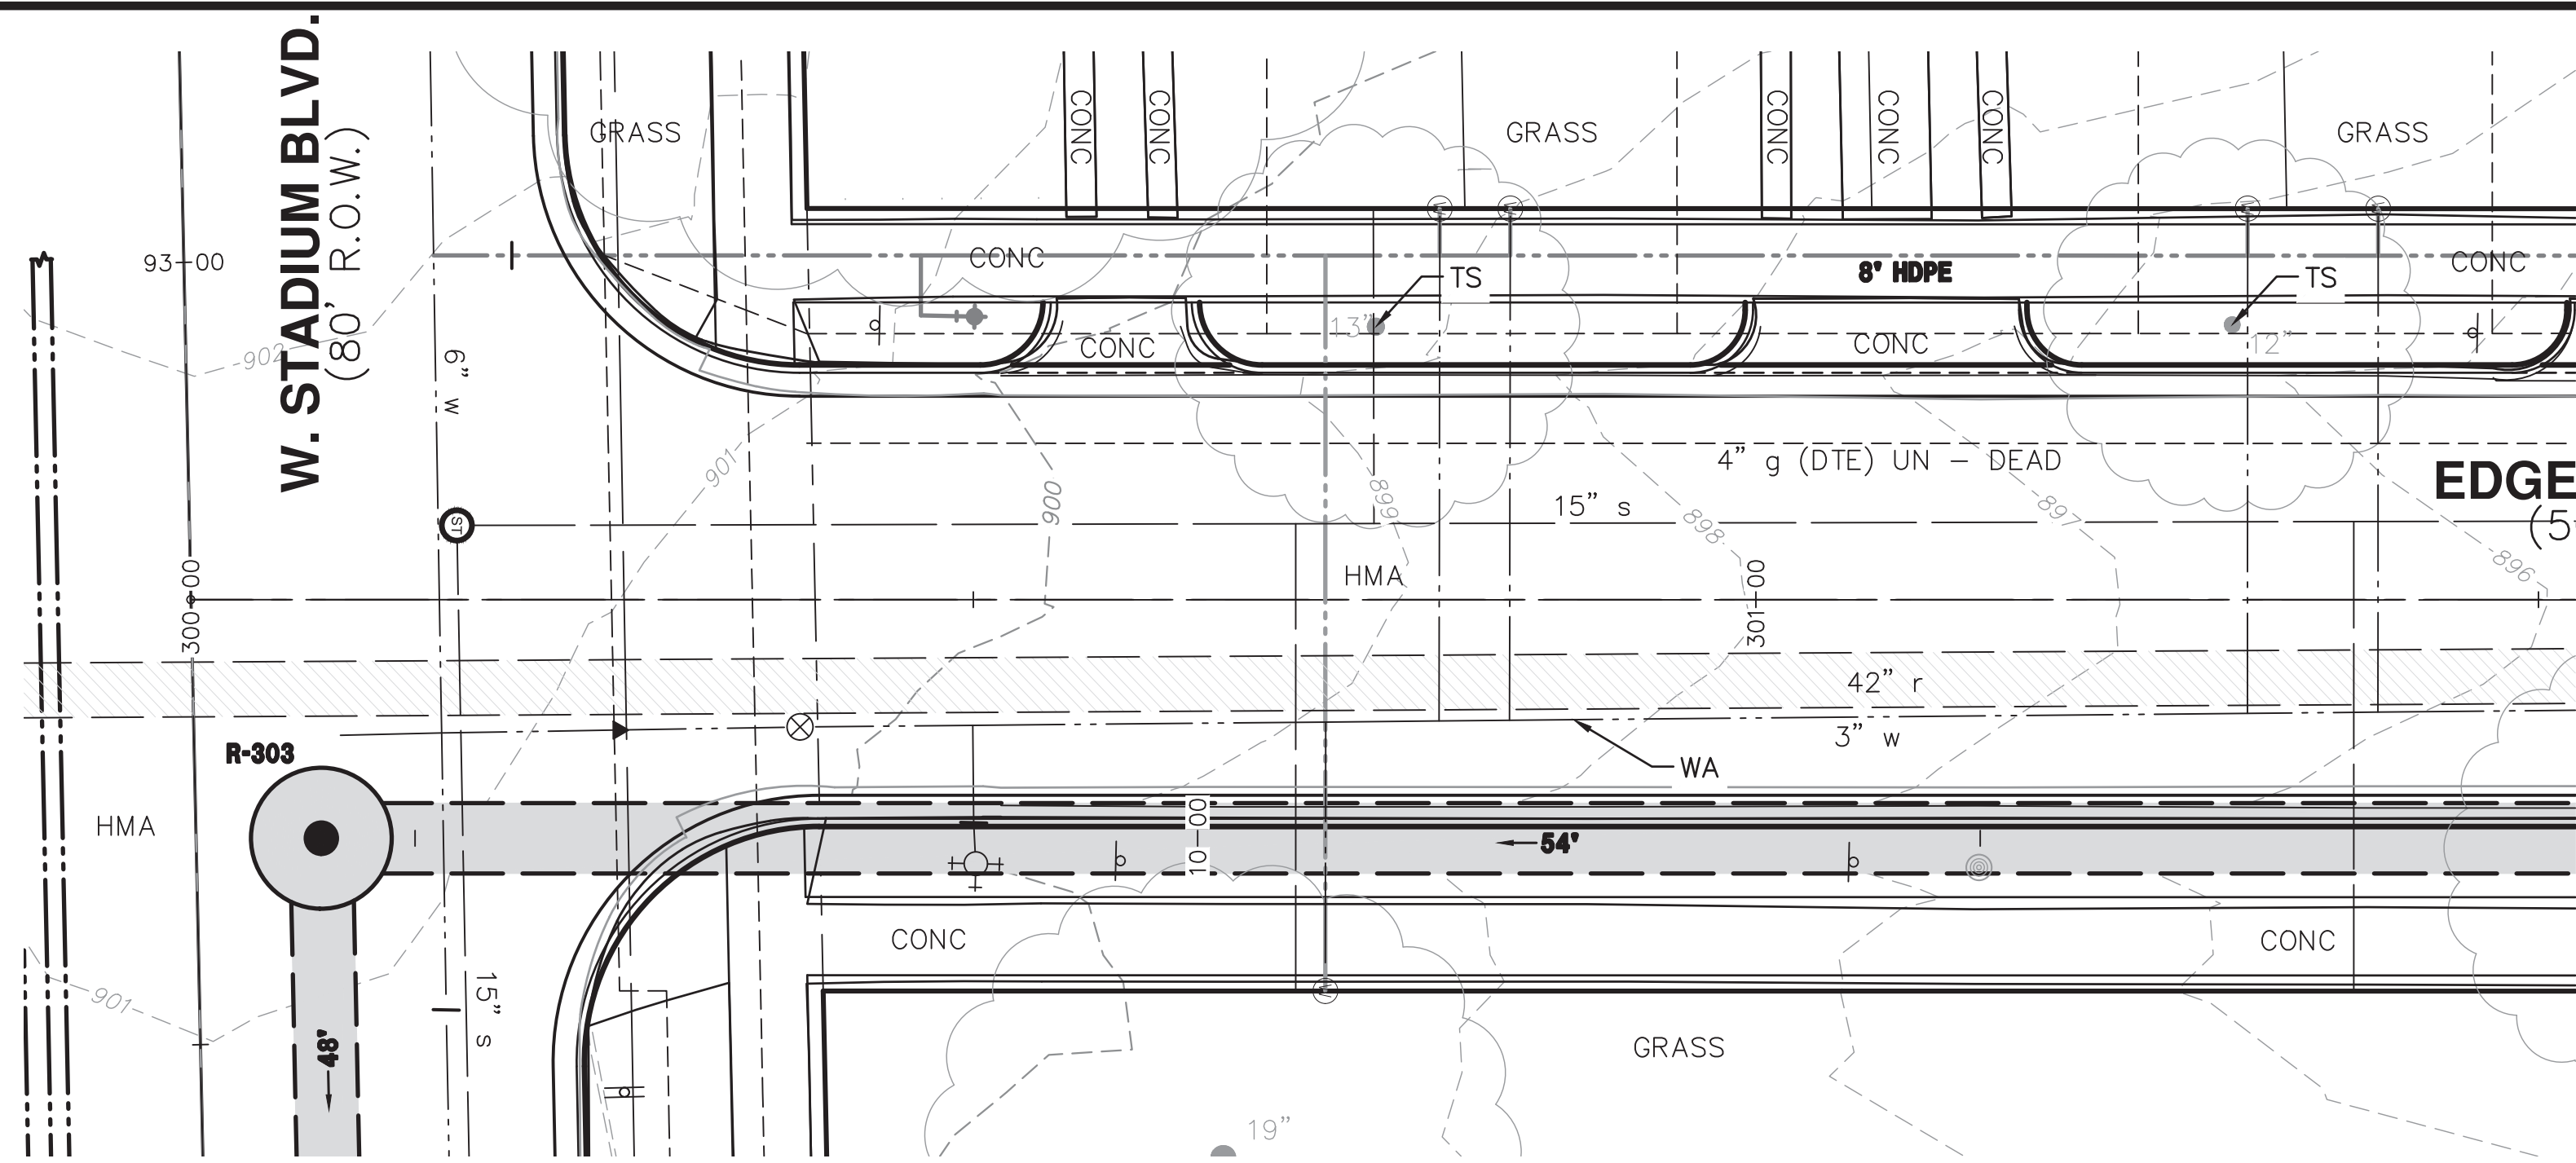 W. STADIUM BLVD.
(80' R.O.W.)
GRASS
CONC
CONC
GRASS
CONC
CONC
CONC
GRASS
93+00
CONC
TS
8' HDPE
TS
CONC
902
6" w
CONC
13"
CONC
12"
901
900
899
4" g (DTE) UN - DEAD
EDGE
(5
15" s
ST
898
897
896
HMA
300+00
301+00
42" r
3" w
WA
R-303
HMA
00
10
54'
CONC
CONC
901
15" s
48'
GRASS
19"